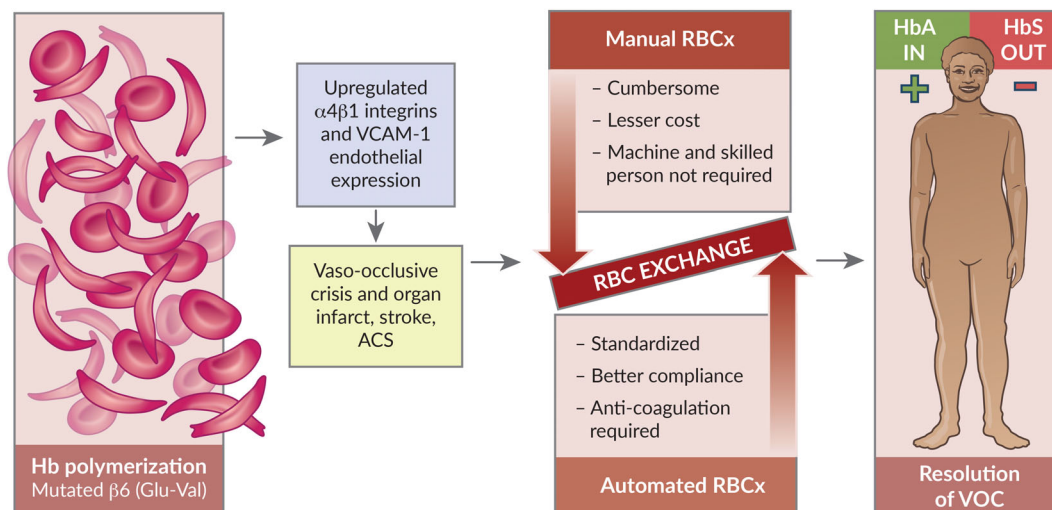 Hb polymerization
Mutated β6 (Glu-Val)
Upregulated
α4β1 integrins
and VCAM-1
endothelial
expression
Vaso-occlusive
crisis and organ
infarct, stroke,
ACS
Manual RBCx
– Cumbersome
– Lesser cost
– Machine and skilled
person not required
RBC EXCHANGE
– Standardized
– Better compliance
– Anti-coagulation
required
Automated RBCx
HbA
IN
+
HbS
OUT
–
Resolution
of VOC